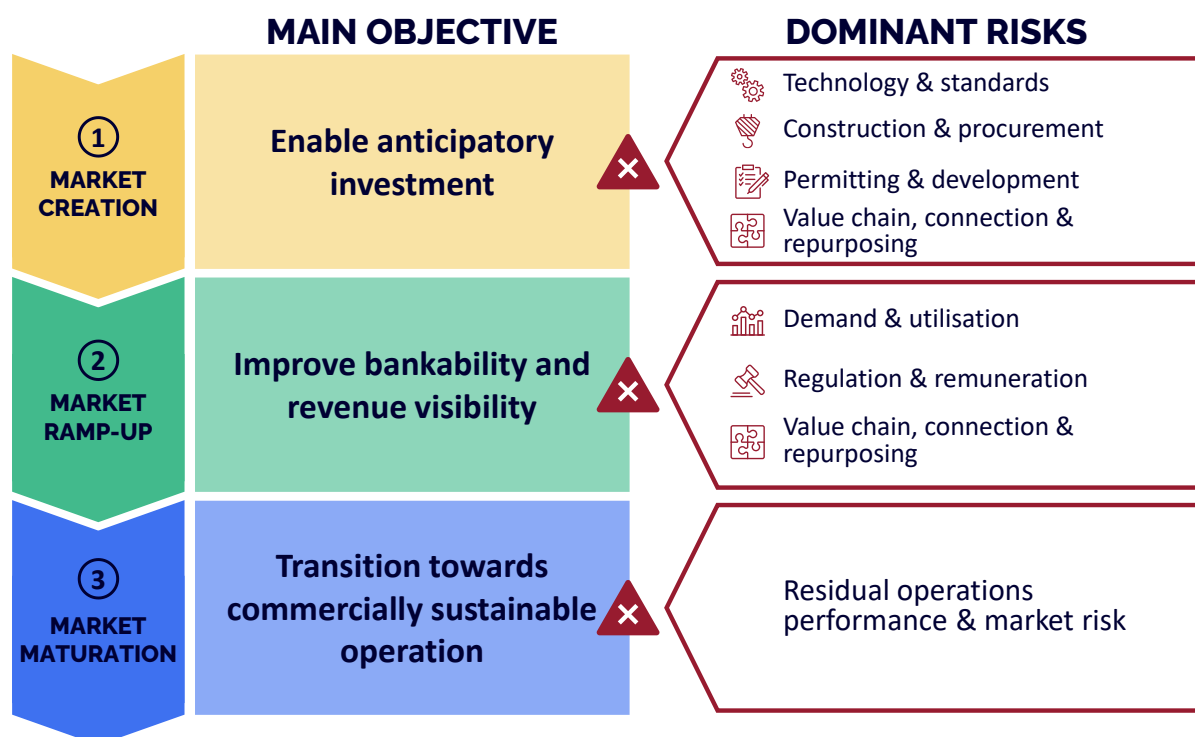 MAIN OBJECTIVE
DOMINANT RISKS
1
MARKET
CREATION
Enable anticipatory
investment
Technology & standards
Construction & procurement
Permitting & development
Value chain, connection &
repurposing
2
MARKET
RAMP-UP
Improve bankability and
revenue visibility
Demand & utilisation
Regulation & remuneration
Value chain, connection &
repurposing
3
MARKET
MATURATION
Transition towards
commercially sustainable
operation
Residual operations
performance & market risk